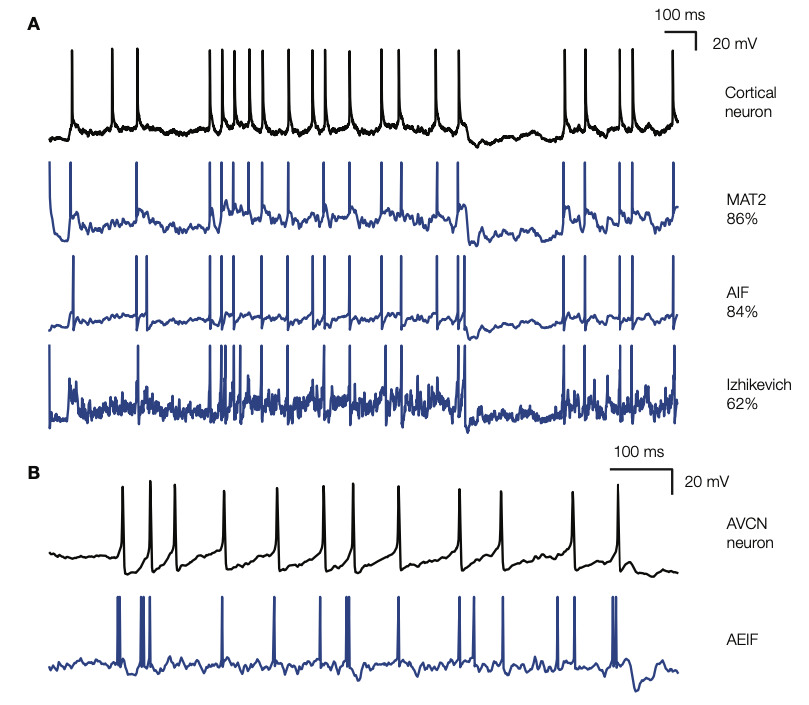 A
100 ms
20 mV
Cortical
neuron
MAT2
86%
AIF
84%
Izhikevich
62%
B
100 ms
20 mV
AVCN
neuron
AEIF